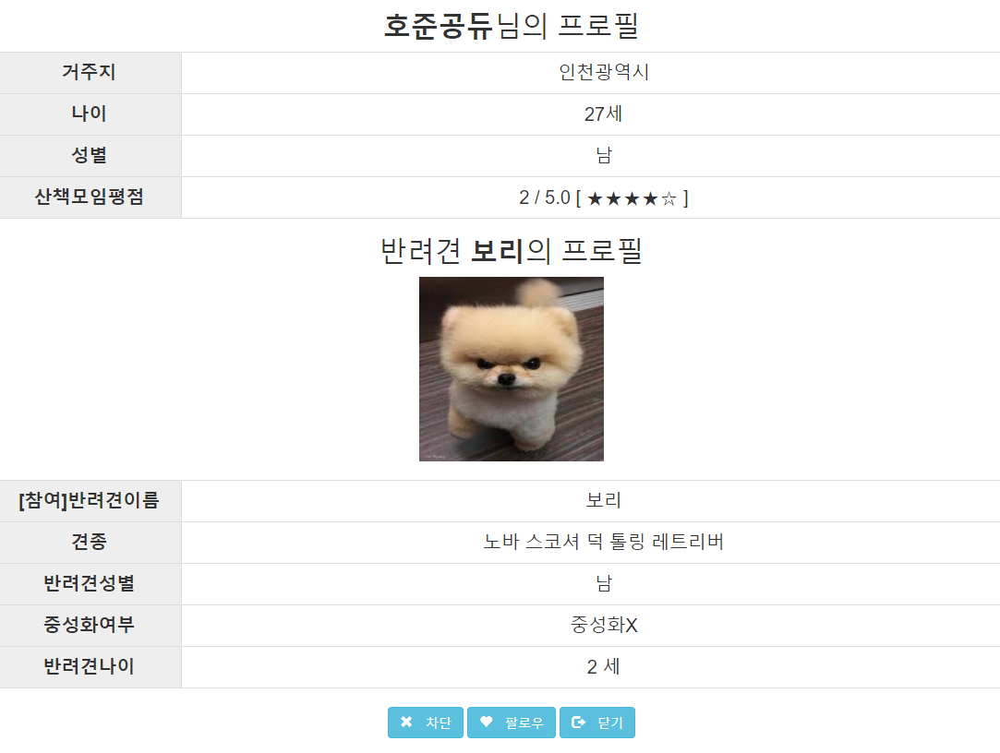 호준공듀님의 프로필
거주지 인천광역시
나이 27세
성별 남
산책모임평점 2 / 5.0 [ ★★★★☆ ]
반려견 보리의 프로필
[참여]반려견이름 보리
견종 노바 스코셔 덕 톨링 레트리버
반려견성별 남
중성화여부 중성화X
반려견나이 2 세
차단 팔로우 닫기